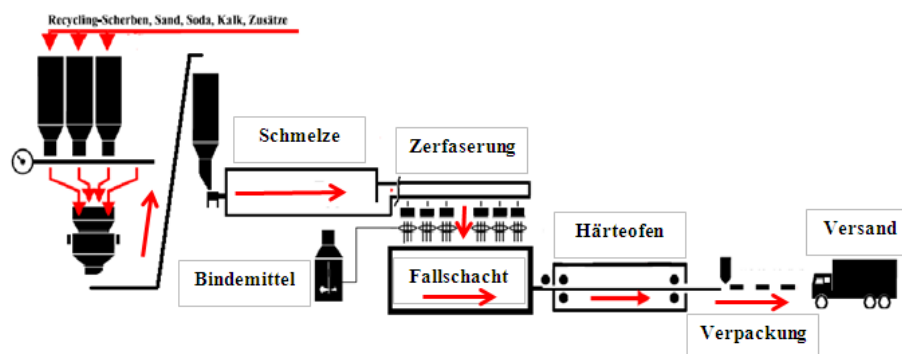 Recycling-Scherben, Sand, Soda, Kalk, Zusätze
Schmelze
Zerfaserung
Härteofen
Versand
Bindemittel
Fallschacht
Verpackung